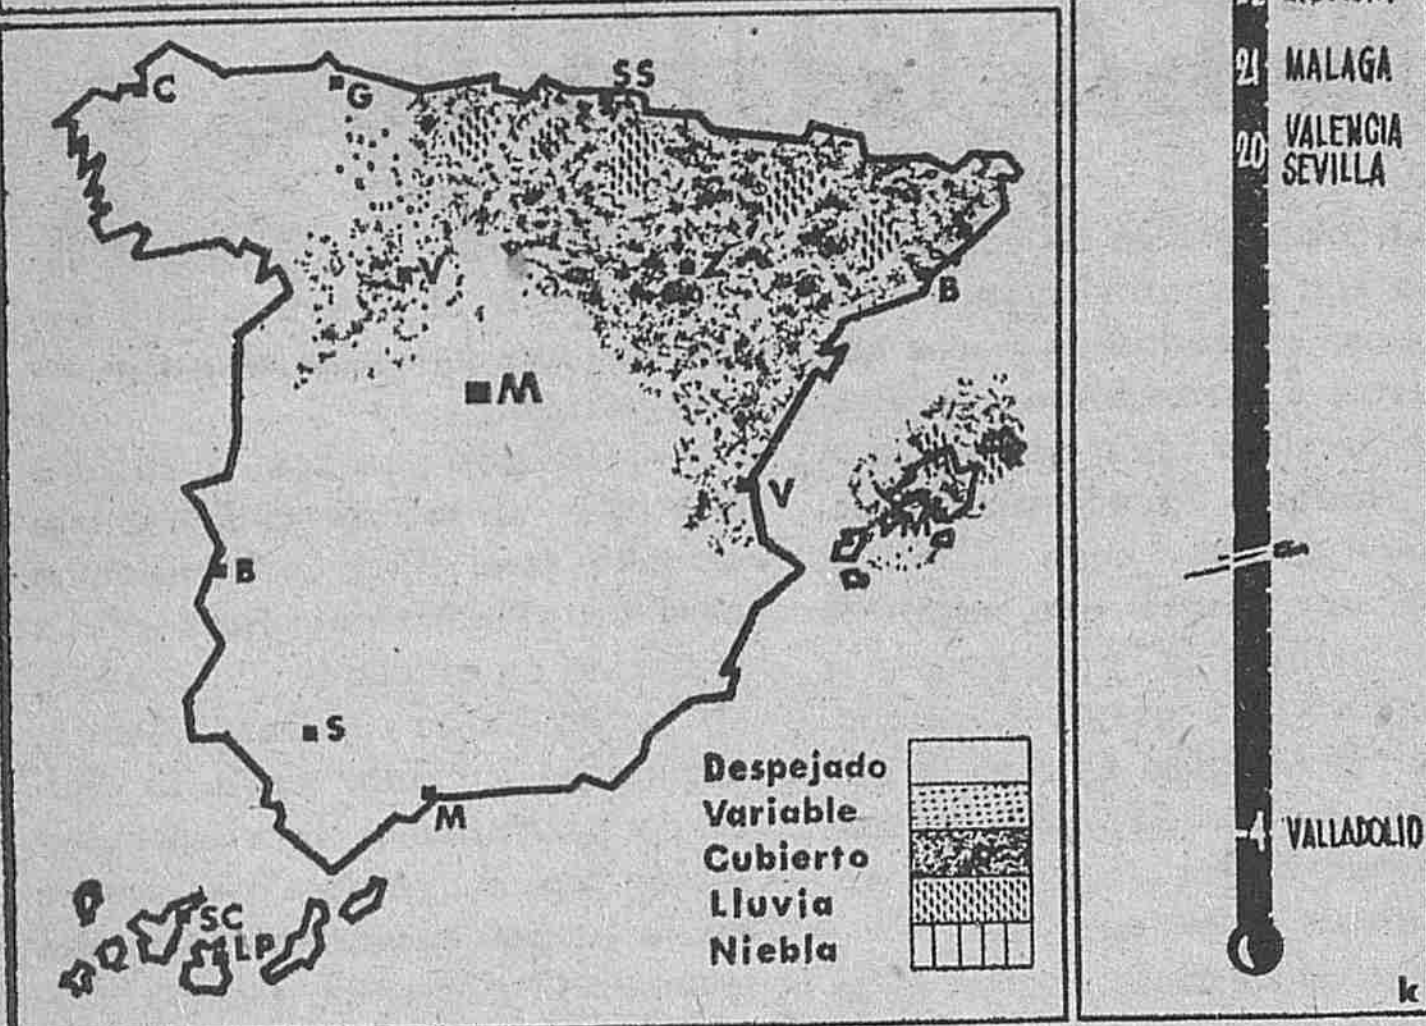 C
G
SS
V
Z
B
M
V
M
B
S
M
SC
LP
Despejado
Variable
Cubierto
Lluvia
Niebla
21 MALAGA
20 VALENCIA
SEVILLA
-4 VALLADOLID
k